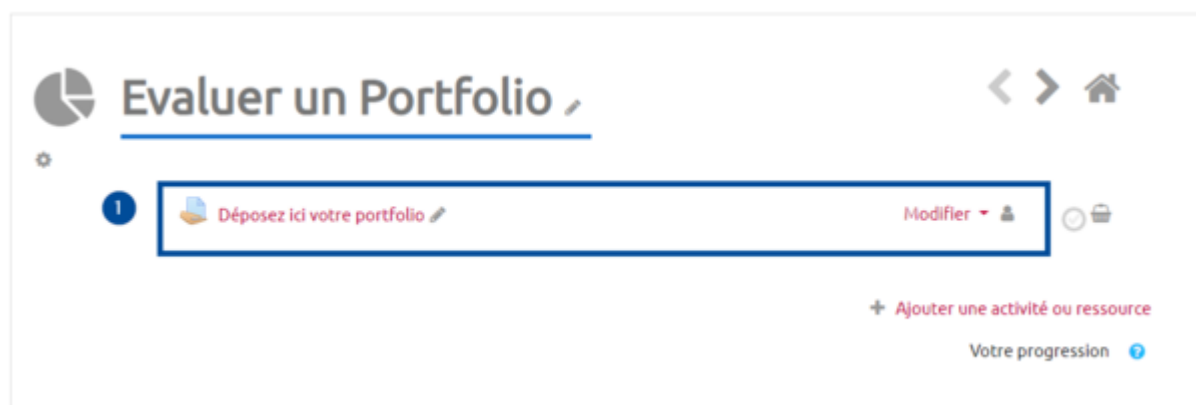 Evaluer un Portfolio
1 Déposez ici votre portfolio Modifier
Ajouter une activité ou ressource
Votre progression ?